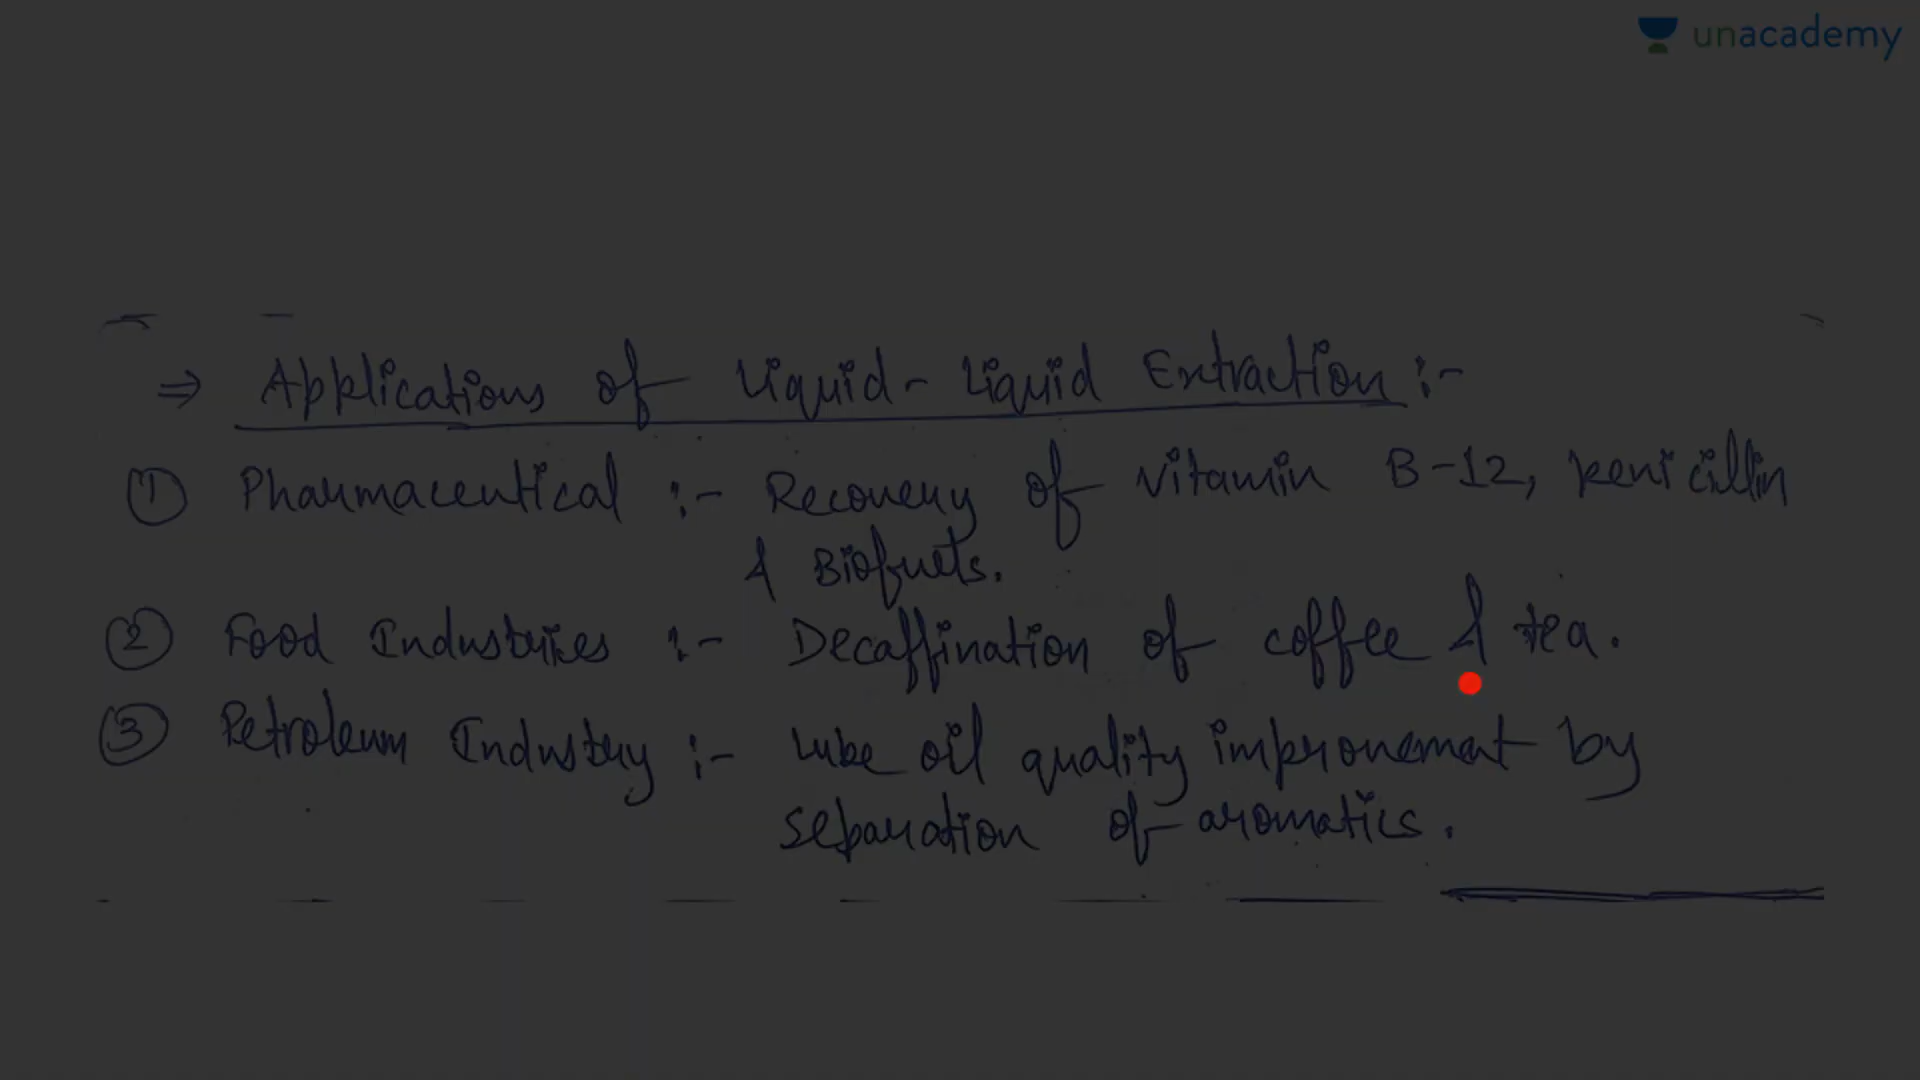 unacademy
⇒ Applications of Liquid-Liquid Extraction :-
① Pharmaceutical :- Recovery of Vitamin B-12, penicillin
& Biofuels.
② Food Industries :- Decaffination of coffee & tea.
③ Petroleum Industry :- Lube oil quality improvemat by
separation of aromatics.